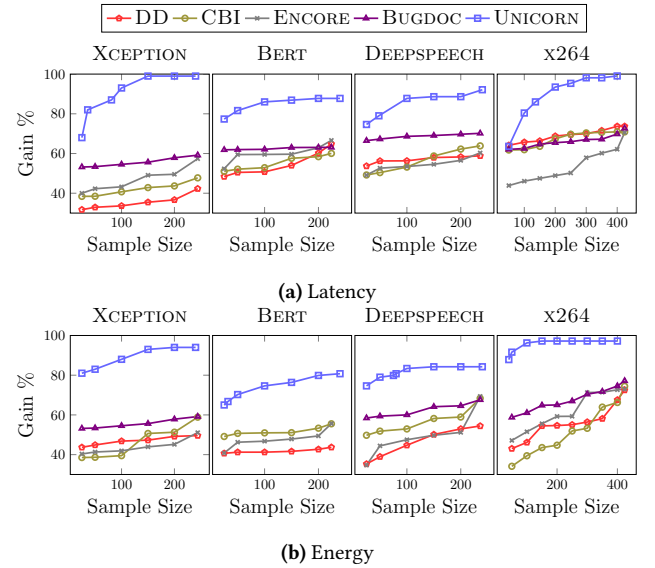 DD CBI ENCORE BUGDOC UNICORN
XCEPTION BERT DEEPSPEECH X264
100
80
60
40
Gain %
100 200 100 200 100 200 100 200 300 400
Sample Size Sample Size Sample Size Sample Size
(a) Latency
XCEPTION BERT DEEPSPEECH X264
100
80
60
40
Gain %
100 200 100 200 100 200 200 400
Sample Size Sample Size Sample Size Sample Size
(b) Energy